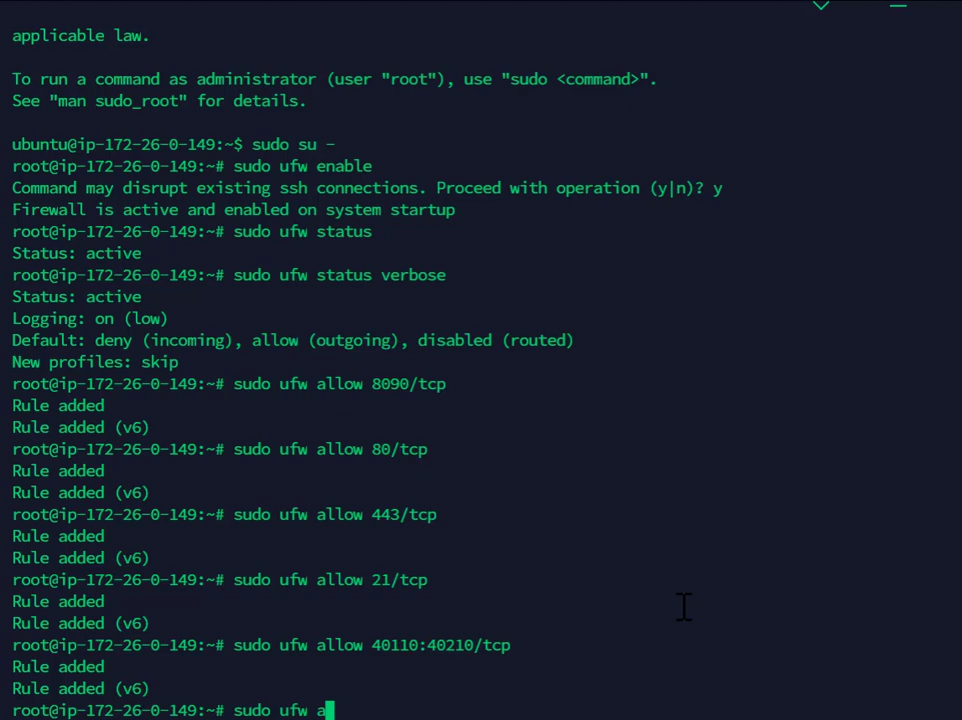 applicable law.
To run a command as administrator (user "root"), use "sudo <command>".
See "man sudo_root" for details.
ubuntu@ip-172-26-0-149:~$ sudo su -
root@ip-172-26-0-149:~# sudo ufw enable
Command may disrupt existing ssh connections. Proceed with operation (y|n)? y
Firewall is active and enabled on system startup
root@ip-172-26-0-149:~# sudo ufw status
Status: active
root@ip-172-26-0-149:~# sudo ufw status verbose
Status: active
Logging: on (low)
Default: deny (incoming), allow (outgoing), disabled (routed)
New profiles: skip
root@ip-172-26-0-149:~# sudo ufw allow 8090/tcp
Rule added
Rule added (v6)
root@ip-172-26-0-149:~# sudo ufw allow 80/tcp
Rule added
Rule added (v6)
root@ip-172-26-0-149:~# sudo ufw allow 443/tcp
Rule added
Rule added (v6)
root@ip-172-26-0-149:~# sudo ufw allow 21/tcp
Rule added
Rule added (v6)
root@ip-172-26-0-149:~# sudo ufw allow 40110:40210/tcp
Rule added
Rule added (v6)
root@ip-172-26-0-149:~# sudo ufw a